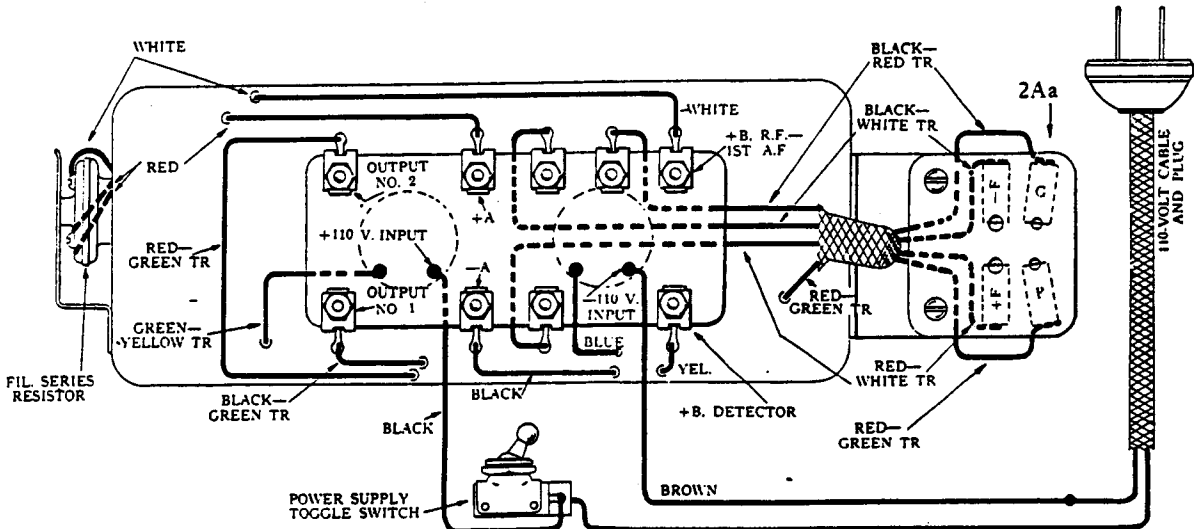 WHITE
BLACK—
RED TR
2Aa
BLACK—
WHITE TR
WHITE
+B. R.F.—
1ST A.F
RED
OUTPUT
NO. 2
+A
−F
G
110-VOLT CABLE
AND PLUG
+110 V. INPUT
RED—
GREEN TR
−A
−110 V.
INPUT
OUTPUT
NO 1
+F
P
RED—
GREEN TR
GREEN—
YELLOW TR
BLUE
FIL. SERIES
RESISTOR
YEL.
RED—
WHITE TR
BLACK—
GREEN TR
BLACK
+B. DETECTOR
BLACK
RED—
GREEN TR
POWER SUPPLY
TOGGLE SWITCH
BROWN